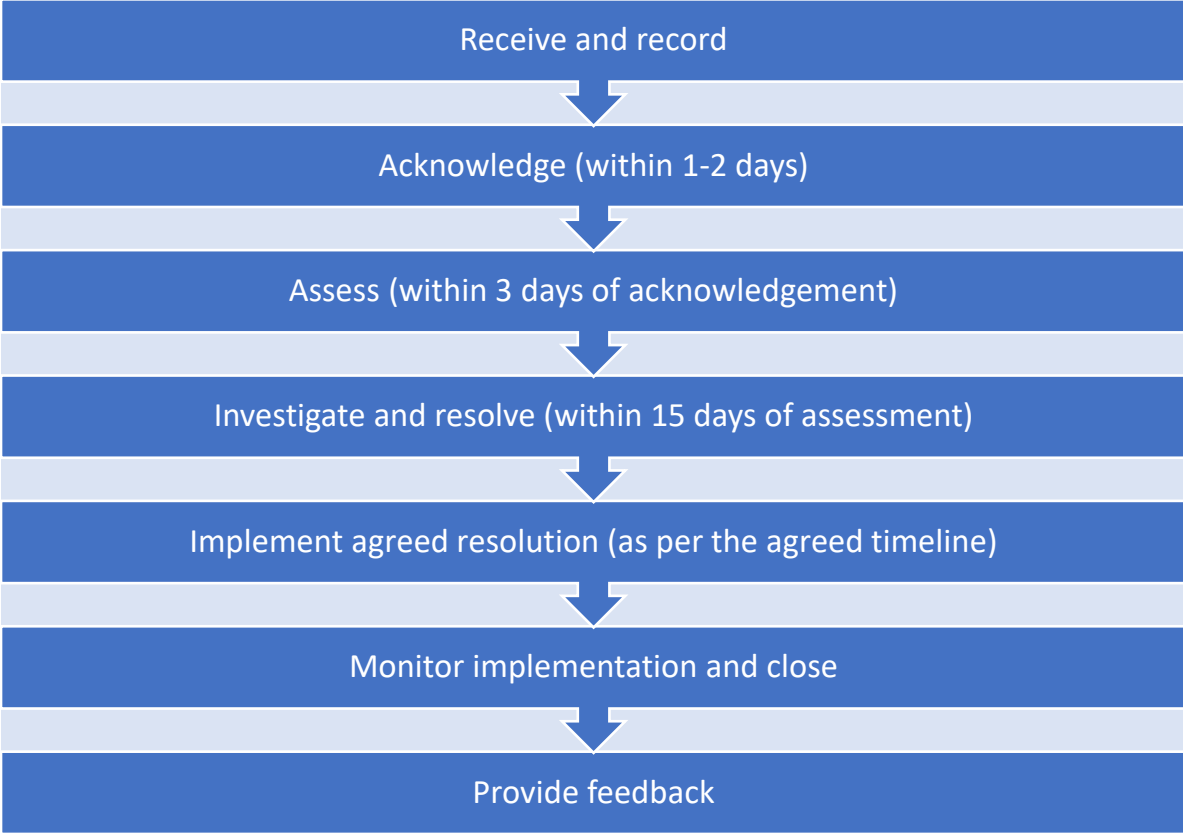 Receive and record
Acknowledge (within 1-2 days)
Assess (within 3 days of acknowledgement)
Investigate and resolve (within 15 days of assessment)
Implement agreed resolution (as per the agreed timeline)
Monitor implementation and close
Provide feedback